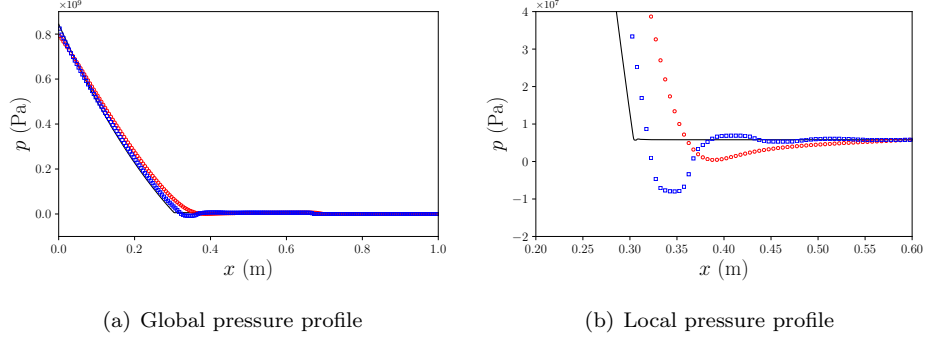 ×10⁹
0.8
0.6
0.4
0.2
0.0
p (Pa)
0.0 0.2 0.4 0.6 0.8 1.0
x (m)
(a) Global pressure profile
×10⁷
4
3
2
1
0
−1
−2
p (Pa)
0.20 0.25 0.30 0.35 0.40 0.45 0.50 0.55 0.60
x (m)
(b) Local pressure profile